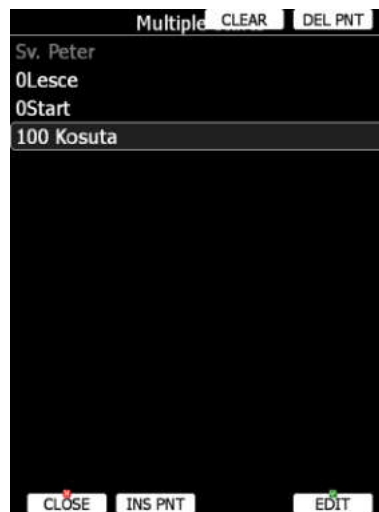 Multiple CLEAR DEL PNT
Sv. Peter
0Lesce
0Start
100 Kosuta
CLOSE INS PNT EDIT